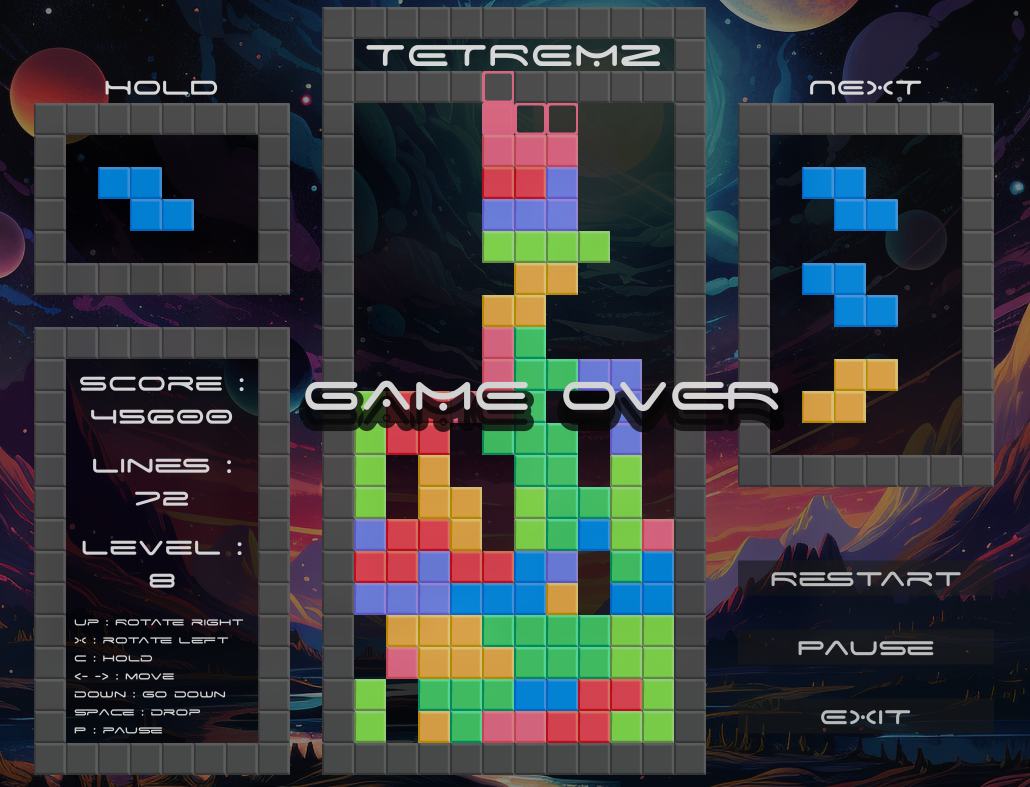 TETREMZ
HOLD
NEXT
GAME OVER
SCORE :
45600
LINES :
72
LEVEL :
8
UP : ROTATE RIGHT
X : ROTATE LEFT
C : HOLD
<- -> : MOVE
DOWN : GO DOWN
SPACE : DROP
P : PAUSE
RESTART
PAUSE
EXIT